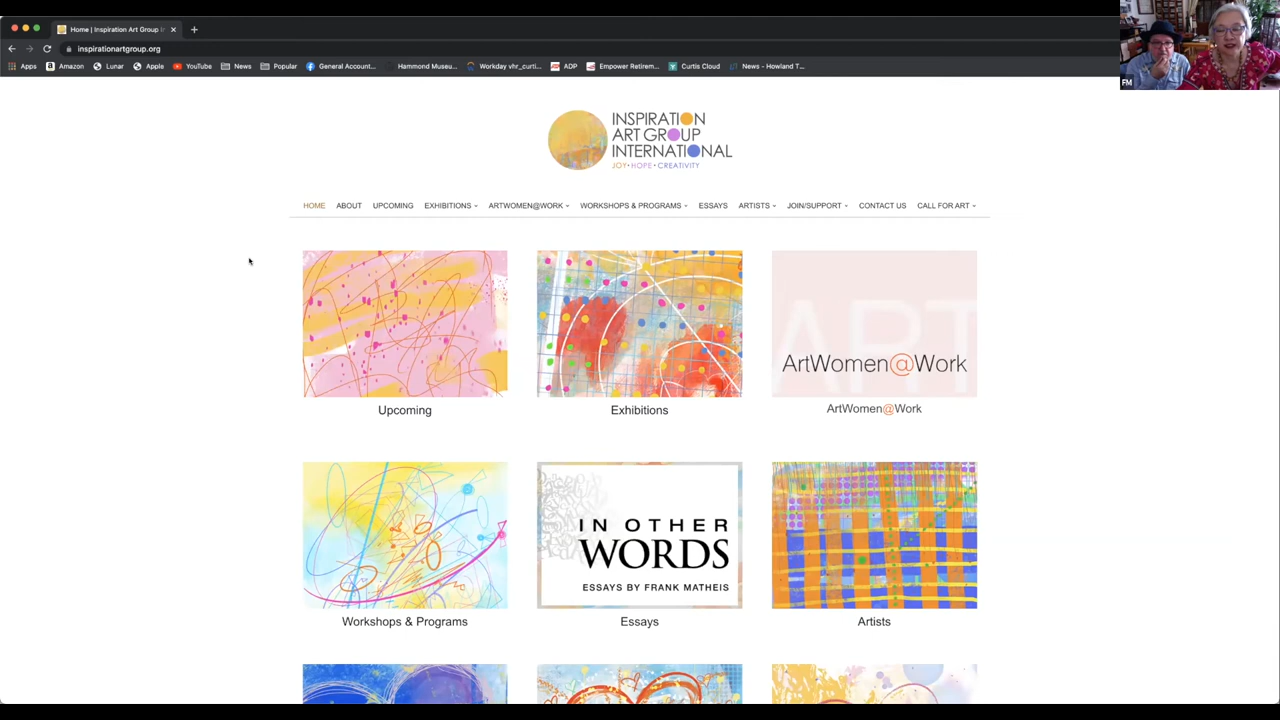 Home | Inspiration Art Group In
inspirationartgroup.org
Apps Amazon Lunar Apple YouTube News Popular General Account... Hammond Museu... Workday vhr_curti... ADP Empower Retirem... Curtis Cloud News - Howland T...
FM
INSPIRATION
ART GROUP
INTERNATIONAL
JOY•HOPE•CREATIVITY
HOME ABOUT UPCOMING EXHIBITIONS ARTWOMEN@WORK WORKSHOPS & PROGRAMS ESSAYS ARTISTS JOIN/SUPPORT CONTACT US CALL FOR ART
ART
ArtWomen@Work
Upcoming Exhibitions ArtWomen@Work
IN OTHER
WORDS
ESSAYS BY FRANK MATHEIS
Workshops & Programs Essays Artists